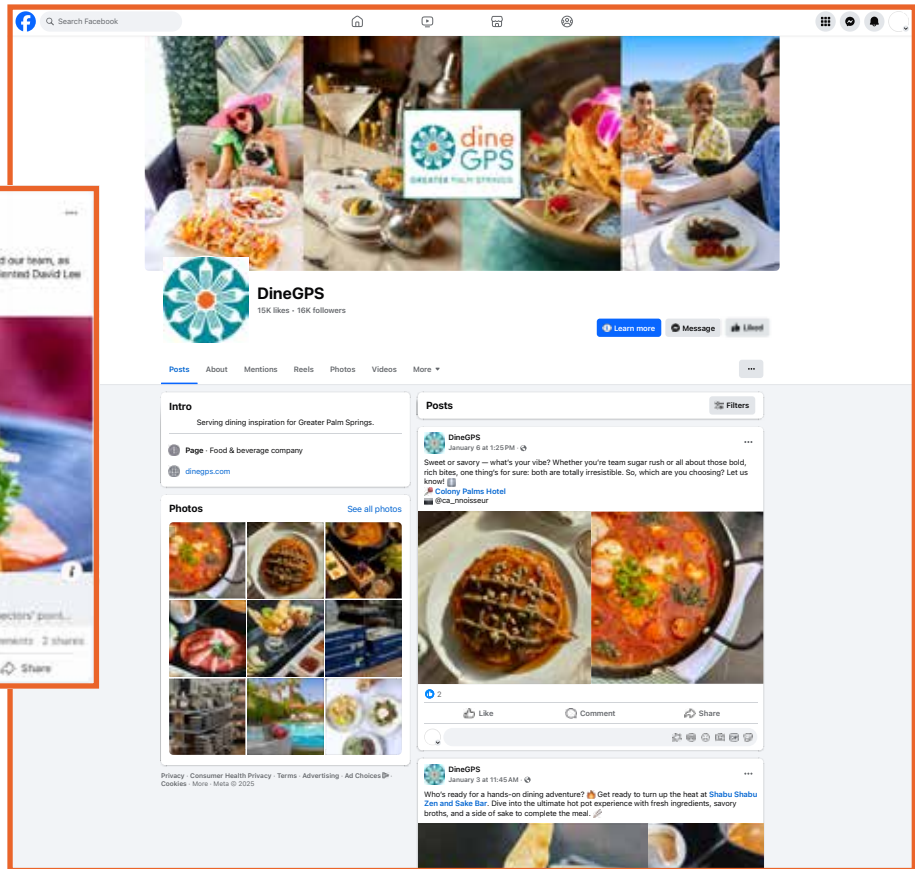 Search Facebook
dine
GPS
GREATER PALM SPRINGS
DineGPS
15K likes • 16K followers
Learn more
Message
Liked
Posts
About
Mentions
Reels
Photos
Videos
More
Intro
Serving dining inspiration for Greater Palm Springs.
Page · Food & beverage company
dinegps.com
Photos
See all photos
Privacy · Consumer Health Privacy · Terms · Advertising · Ad Choices ·
Cookies · More · Meta © 2025
Posts
Filters
DineGPS
January 6 at 1:25 PM ·
Sweet or savory — what's your vibe? Whether you're team sugar rush or all about those bold,
rich bites, one thing's for sure: both are totally irresistible. So, which are you choosing? Let us
know!
Colony Palms Hotel
@ca_nnoisseur
2
Like
Comment
Share
DineGPS
January 3 at 11:45 AM ·
Who's ready for a hands-on dining adventure? 🔥 Get ready to turn up the heat at Shabu Shabu
Zen and Sake Bar. Dive into the ultimate hot pot experience with fresh ingredients, savory
broths, and a side of sake to complete the meal. 🥢
d our team, as
David Lee
2 shares
Share